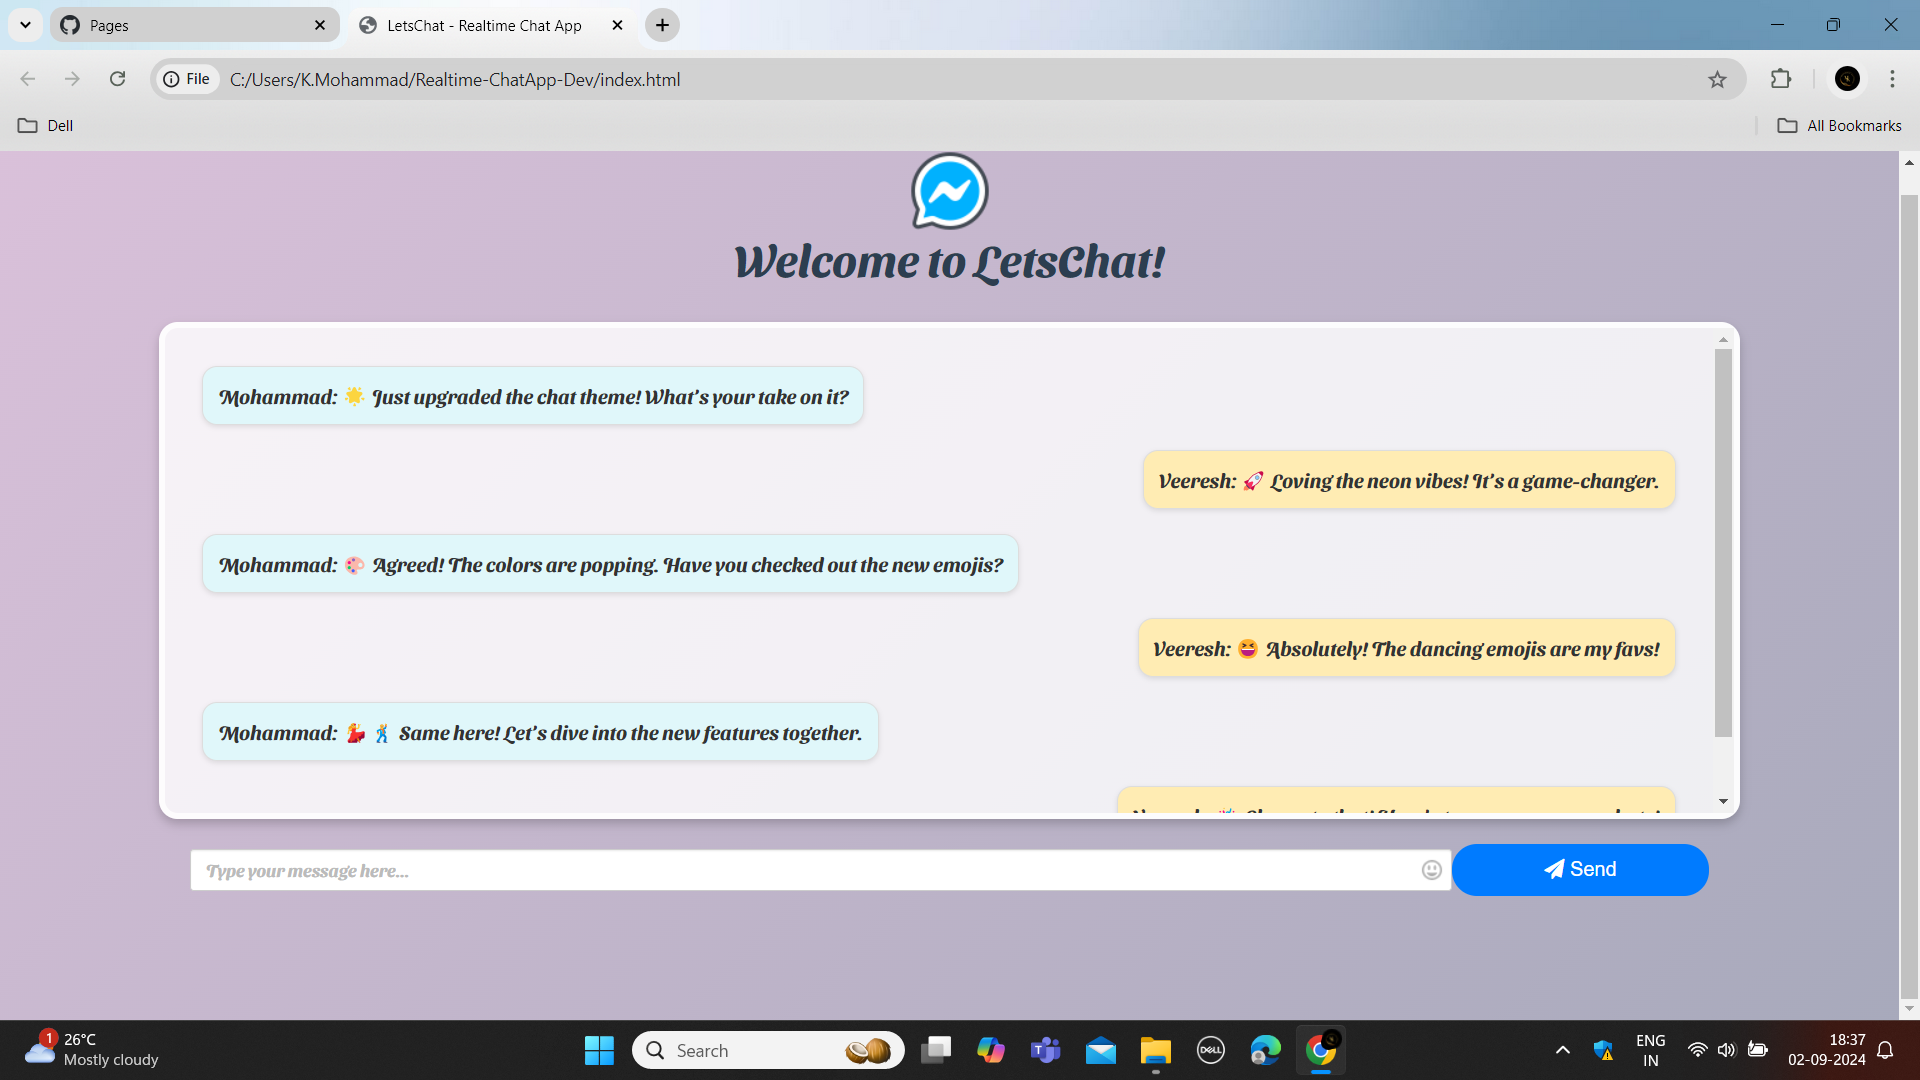 Pages
LetsChat - Realtime Chat App
File
C:/Users/K.Mohammad/Realtime-ChatApp-Dev/index.html
Dell
All Bookmarks
Welcome to LetsChat!
Mohammad: 🌟 Just upgraded the chat theme! What's your take on it?
Veeresh: 🚀 Loving the neon vibes! It's a game-changer.
Mohammad: 🎨 Agreed! The colors are popping. Have you checked out the new emojis?
Veeresh: 😆 Absolutely! The dancing emojis are my favs!
Mohammad: 💃 🕺 Same here! Let's dive into the new features together.
Type your message here...
Send
1
26°C
Mostly cloudy
Search
DELL
ENG
IN
18:37
02-09-2024